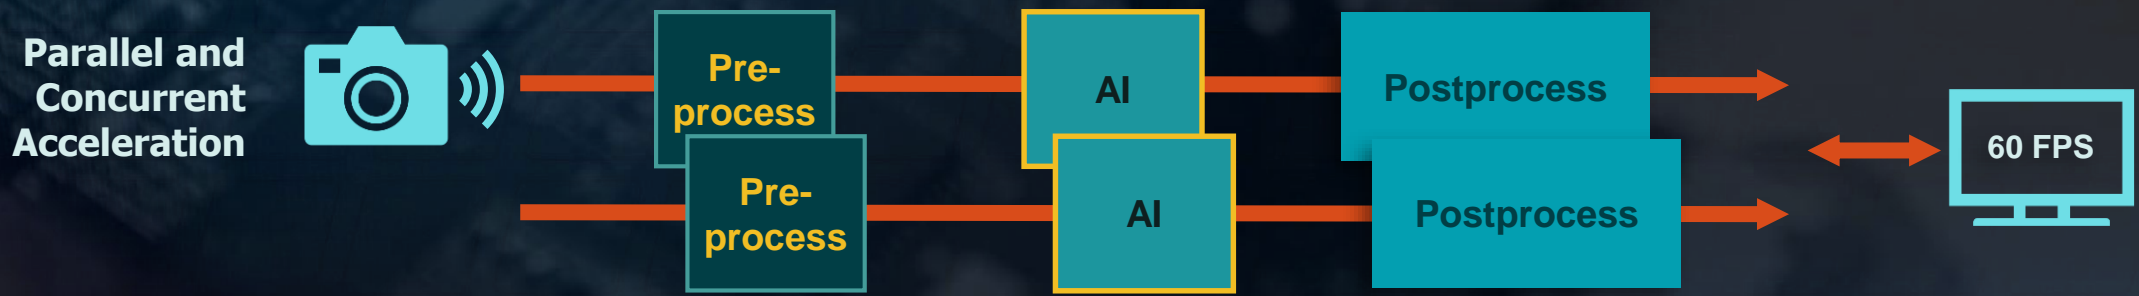 Parallel and
Concurrent
Acceleration
Pre-
process
AI
Postprocess
Pre-
process
AI
Postprocess
60 FPS